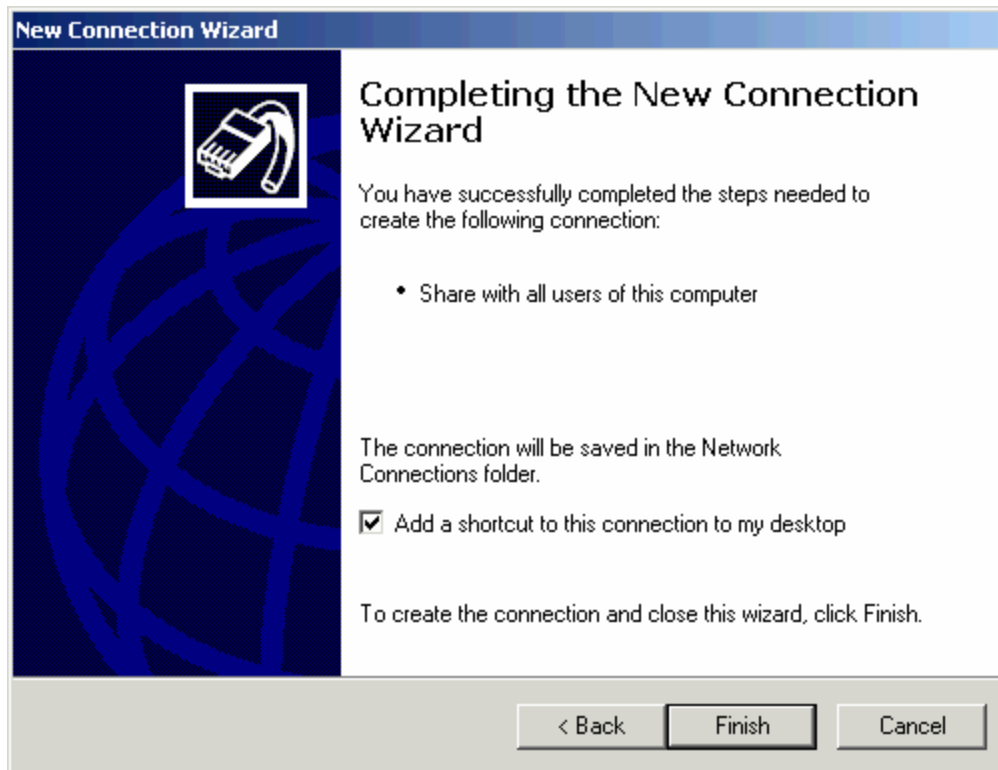 New Connection Wizard
Completing the New Connection
Wizard
You have successfully completed the steps needed to
create the following connection:
• Share with all users of this computer
The connection will be saved in the Network
Connections folder.
Add a shortcut to this connection to my desktop
To create the connection and close this wizard, click Finish.
< Back Finish Cancel